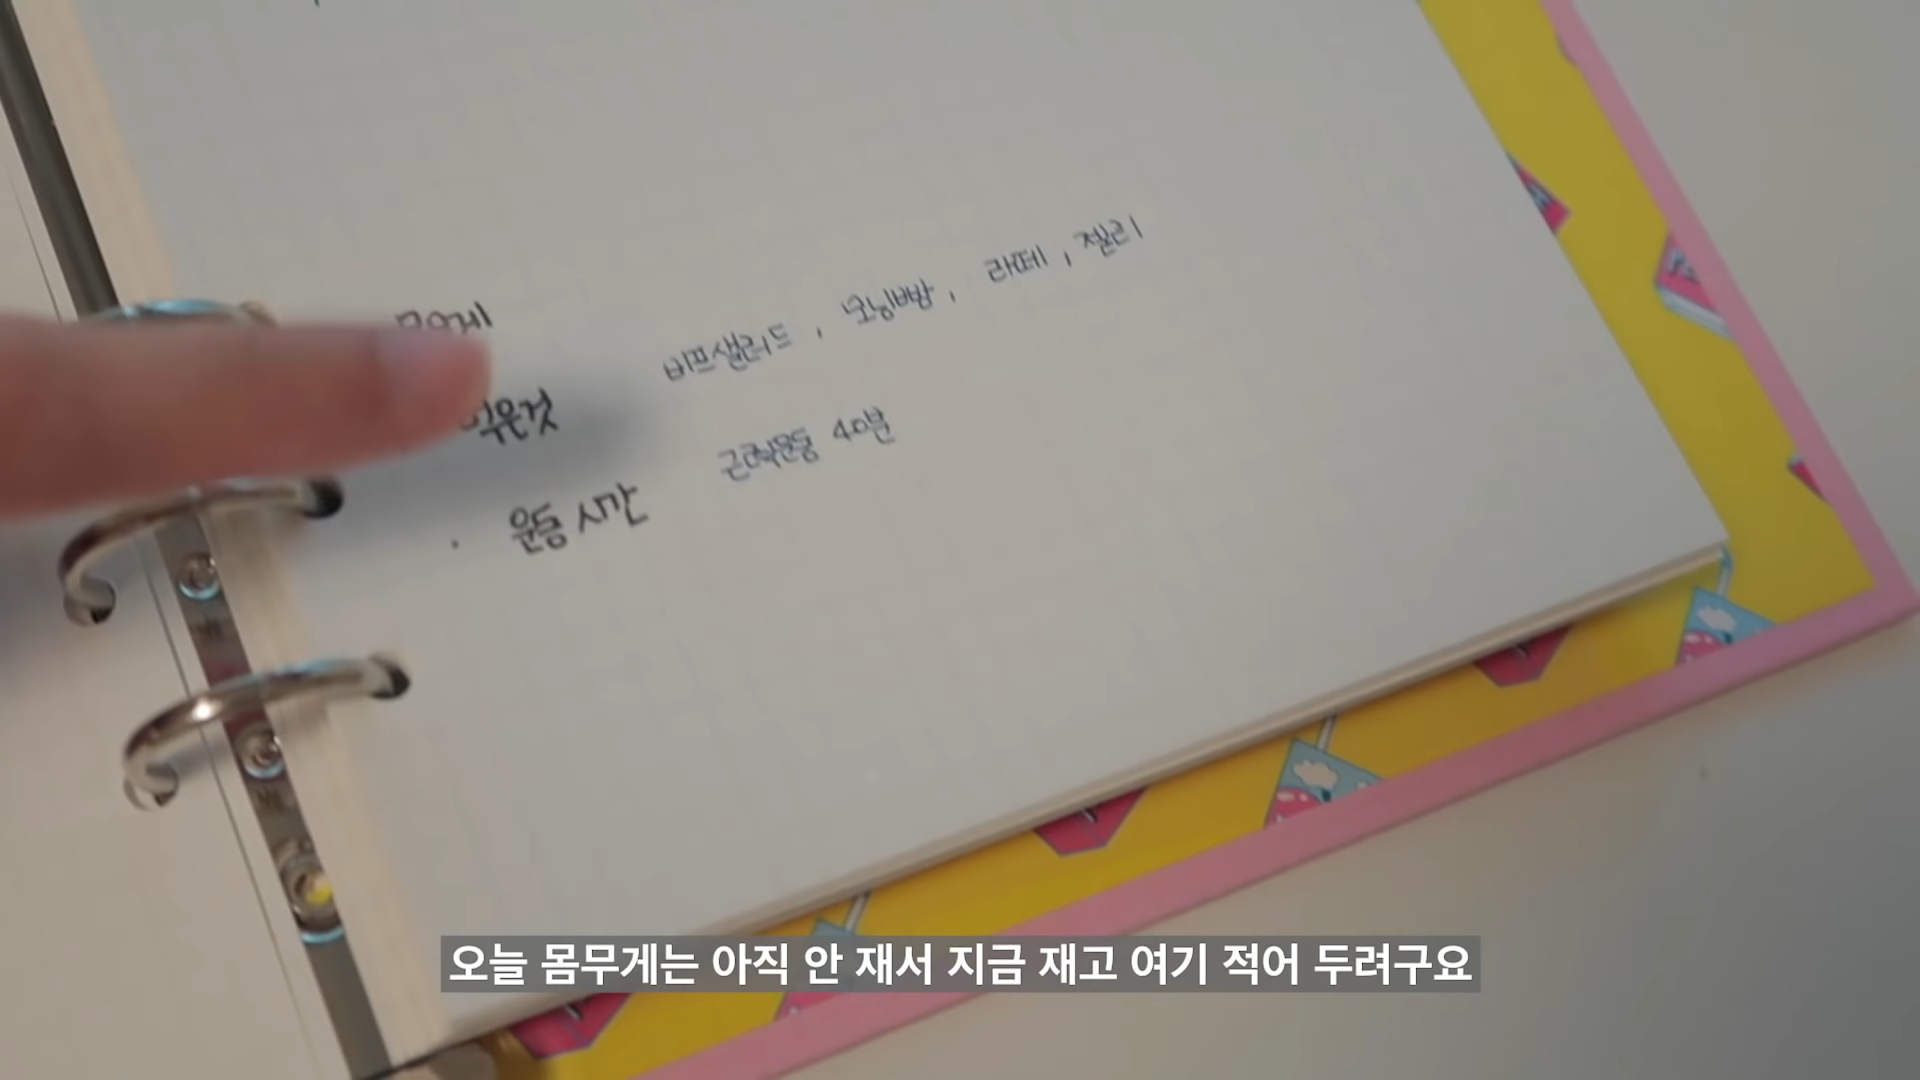 무게
먹은것 비프샐러드, 모닝빵, 라떼, 젤리
· 운동 시간 근력운동 40분
오늘 몸무게는 아직 안 재서 지금 재고 여기 적어 두려구요